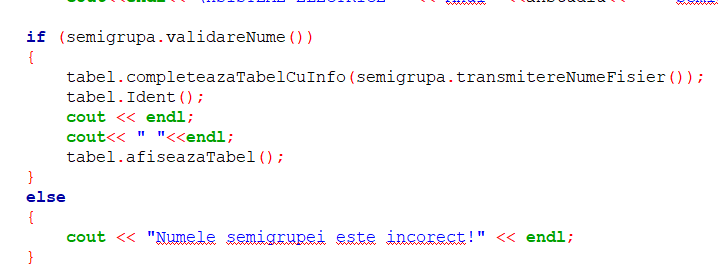 if (semigrupa.validareNume())
{
tabel.completeazaTabelCuInfo(semigrupa.transmitereNumeFisier());
tabel.Ident();
cout << endl;
cout<< " "<<endl;
tabel.afiseazaTabel();
}
else
{
cout << "Numele semigrupei este incorect!" << endl;
}